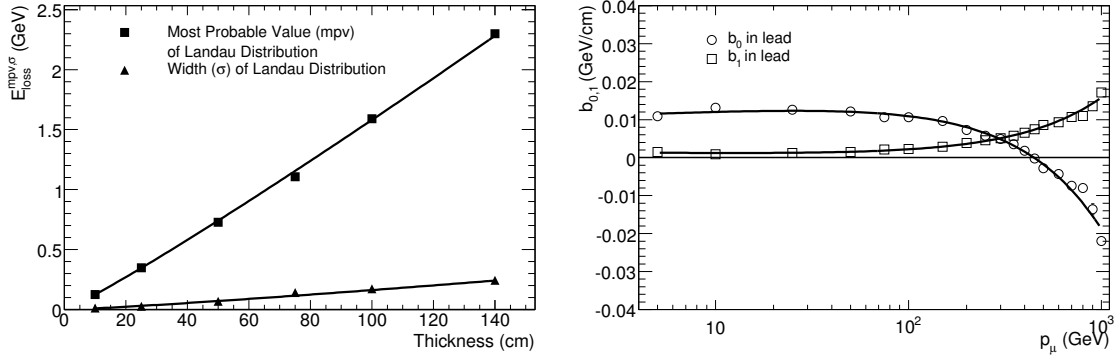 E_loss^mpv,σ (GeV)
2.5
2
1.5
1
0.5
0
Most Probable Value (mpv)
of Landau Distribution
Width (σ) of Landau Distribution
0 20 40 60 80 100 120 140
Thickness (cm)
b_0,1 (GeV/cm)
0.04
0.03
0.02
0.01
0
-0.01
-0.02
-0.03
-0.04
b_0 in lead
b_1 in lead
10 10^2 10^3
p_μ (GeV)